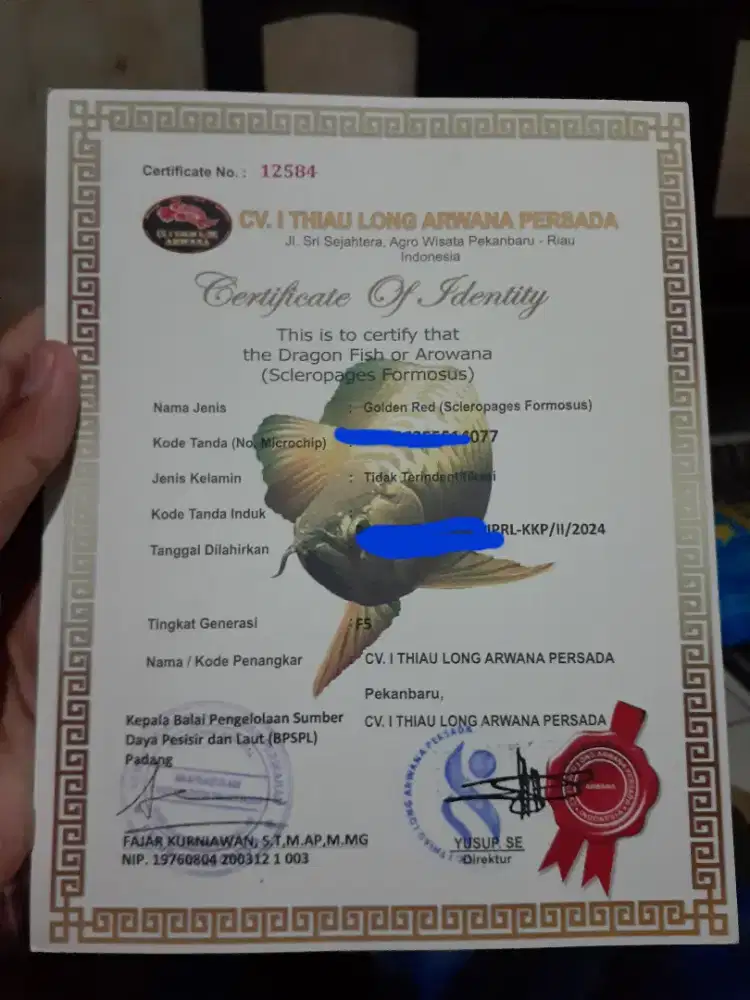 Certificate No. : 12584
CV. I THIAU LONG ARWANA PERSADA
Jl. Sri Sejahtera, Agro Wisata Pekanbaru - Riau
Indonesia
Certificate Of Identity
This is to certify that
the Dragon Fish or Arowana
(Scleropages Formosus)
Nama Jenis : Golden Red (Scleropages Formosus)
Kode Tanda (No. Microchip) : 077
Jenis Kelamin : Tidak Terindentifikasi
Kode Tanda Induk :
PRL-KKP/II/2024
Tanggal Dilahirkan
Tingkat Generasi : F5
Nama / Kode Penangkar CV. I THIAU LONG ARWANA PERSADA
Pekanbaru,
Kepala Balai Pengelolaan Sumber
Daya Pesisir dan Laut (BPSPL)
Padang
CV. I THIAU LONG ARWANA PERSADA
FAJAR KURNIAWAN, S,T,M.AP,M.MG
NIP. 19760804 200312 1 003
YUSUP, SE
Direktur